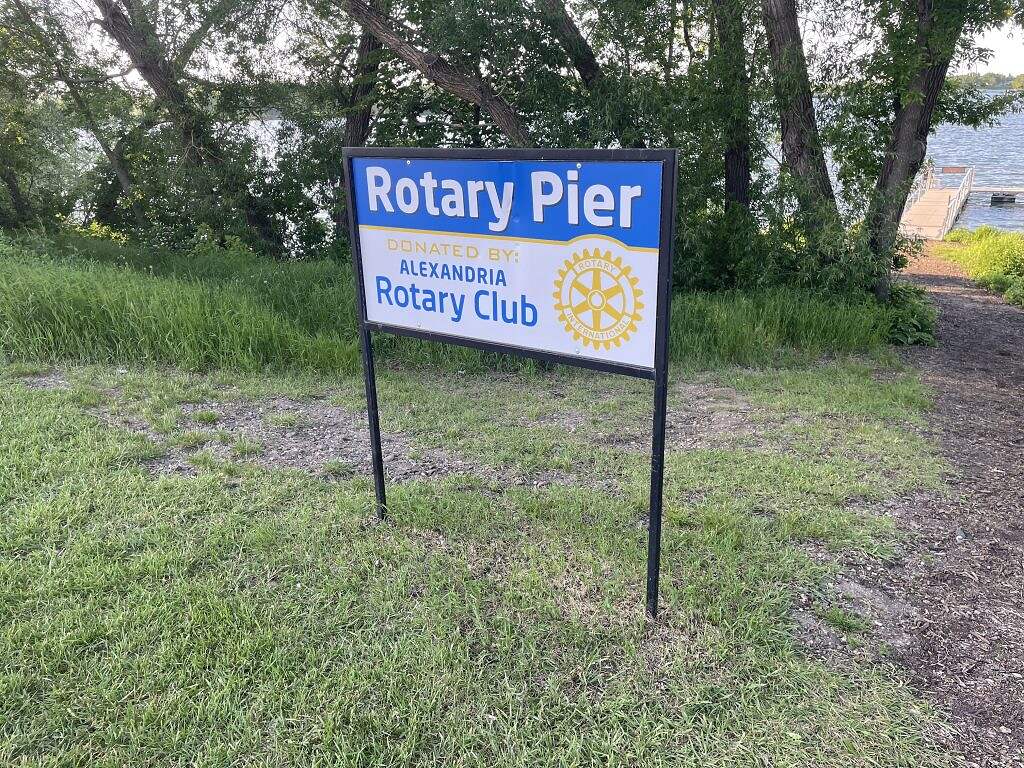 Rotary Pier
DONATED BY:
ALEXANDRIA
Rotary Club
ROTARY
INTERNATIONAL